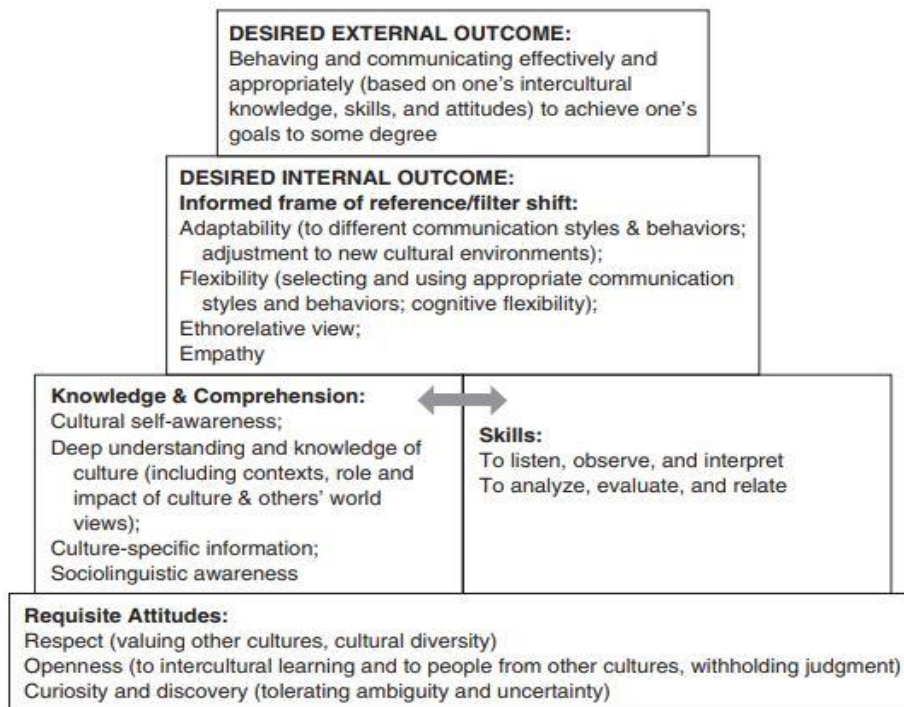 DESIRED EXTERNAL OUTCOME:
Behaving and communicating effectively and
appropriately (based on one's intercultural
knowledge, skills, and attitudes) to achieve one's
goals to some degree
DESIRED INTERNAL OUTCOME:
Informed frame of reference/filter shift:
Adaptability (to different communication styles & behaviors;
adjustment to new cultural environments);
Flexibility (selecting and using appropriate communication
styles and behaviors; cognitive flexibility);
Ethnorelative view;
Empathy
Knowledge & Comprehension:
Cultural self-awareness;
Deep understanding and knowledge of
culture (including contexts, role and
impact of culture & others' world
views);
Culture-specific information;
Sociolinguistic awareness
Skills:
To listen, observe, and interpret
To analyze, evaluate, and relate
Requisite Attitudes:
Respect (valuing other cultures, cultural diversity)
Openness (to intercultural learning and to people from other cultures, withholding judgment)
Curiosity and discovery (tolerating ambiguity and uncertainty)